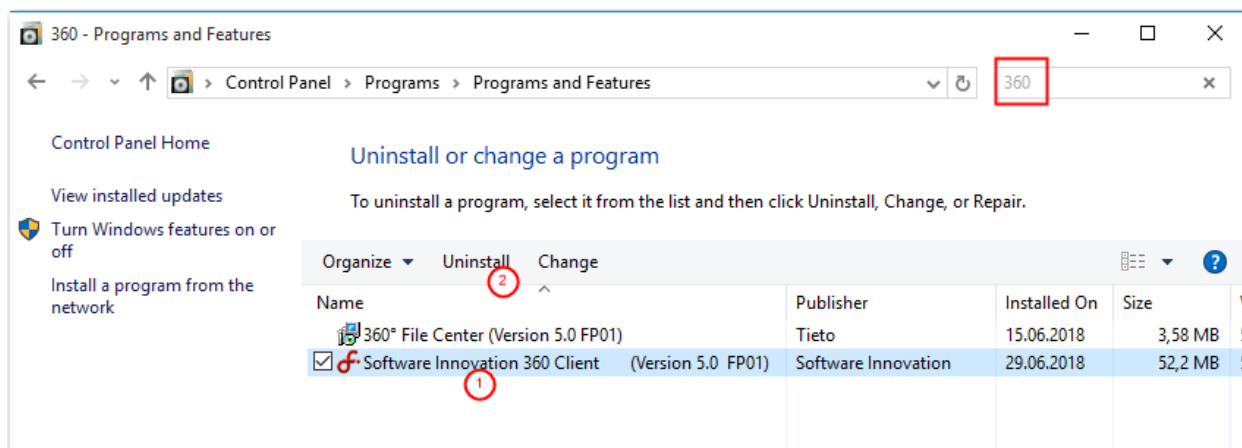 360 - Programs and Features
Control Panel > Programs > Programs and Features
360
Control Panel Home
View installed updates
Turn Windows features on or
off
Install a program from the
network
Uninstall or change a program
To uninstall a program, select it from the list and then click Uninstall, Change, or Repair.
Organize Uninstall Change
2
Name Publisher Installed On Size
360° File Center (Version 5.0 FP01) Tieto 15.06.2018 3,58 MB
Software Innovation 360 Client (Version 5.0 FP01) Software Innovation 29.06.2018 52,2 MB
1